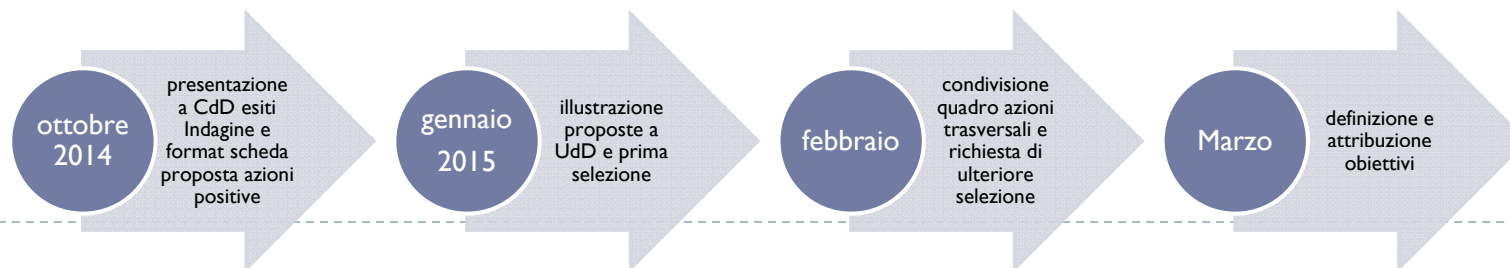 ottobre
2014
presentazione
a CdD esiti
Indagine e
format scheda
proposta azioni
positive
gennaio
2015
illustrazione
proposte a
UdD e prima
selezione
febbraio
condivisione
quadro azioni
trasversali e
richiesta di
ulteriore
selezione
Marzo
definizione e
attribuzione
obiettivi